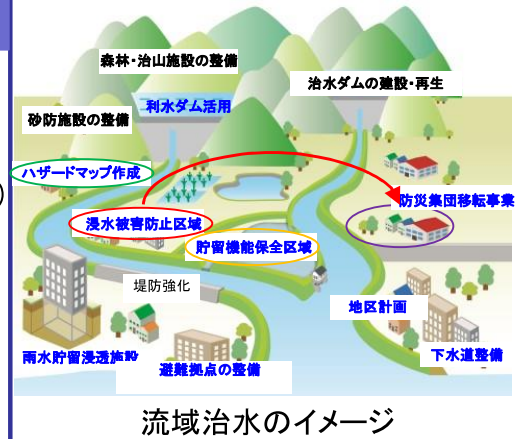 森林・治山施設の整備
治水ダムの建設・再生
利水ダム活用
砂防施設の整備
ハザードマップ作成
)
防災集団移転事業
浸水被害防止区域
貯留機能保全区域
堤防強化
地区計画
雨水貯留浸透施設
避難拠点の整備
下水道整備
流域治水のイメージ